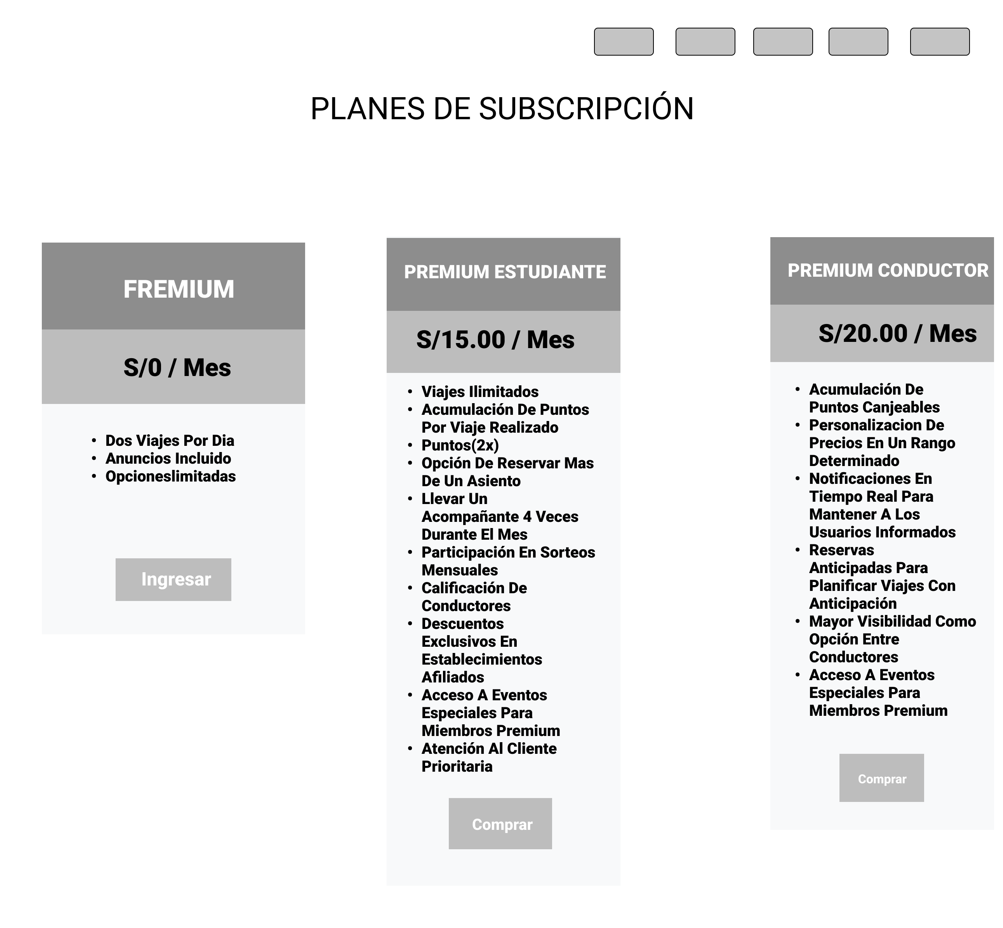 PLANES DE SUBSCRIPCIÓN
FREMIUM
S/0 / Mes
• Dos Viajes Por Dia
• Anuncios Incluido
• Opcioneslimitadas
Ingresar
PREMIUM ESTUDIANTE
S/15.00 / Mes
• Viajes Ilimitados
• Acumulación De Puntos
Por Viaje Realizado
• Puntos(2x)
• Opción De Reservar Mas
De Un Asiento
• Llevar Un
Acompañante 4 Veces
Durante El Mes
• Participación En Sorteos
Mensuales
• Calificación De
Conductores
• Descuentos
Exclusivos En
Establecimientos
Afiliados
• Acceso A Eventos
Especiales Para
Miembros Premium
• Atención Al Cliente
Prioritaria
Comprar
PREMIUM CONDUCTOR
S/20.00 / Mes
• Acumulación De
Puntos Canjeables
• Personalizacion De
Precios En Un Rango
Determinado
• Notificaciones En
Tiempo Real Para
Mantener A Los
Usuarios Informados
• Reservas
Anticipadas Para
Planificar Viajes Con
Anticipación
• Mayor Visibilidad Como
Opción Entre
Conductores
• Acceso A Eventos
Especiales Para
Miembros Premium
Comprar